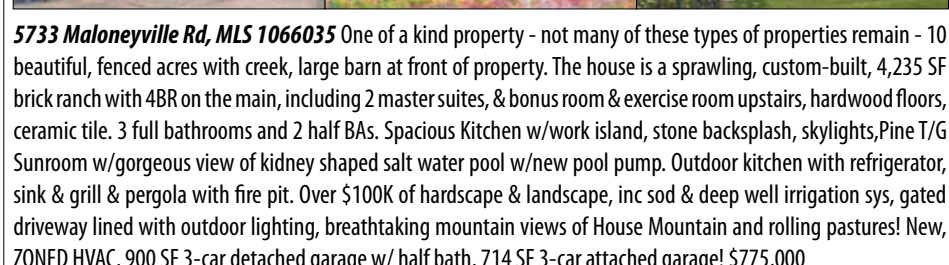 5733 Maloneyville Rd, MLS 1066035 One of a kind property - not many of these types of properties remain - 10
beautiful, fenced acres with creek, large barn at front of property. The house is a sprawling, custom-built, 4,235 SF
brick ranch with 4BR on the main, including 2 master suites, & bonus room & exercise room upstairs, hardwood floors,
ceramic tile. 3 full bathrooms and 2 half BAs. Spacious Kitchen w/work island, stone backsplash, skylights,Pine T/G
Sunroom w/gorgeous view of kidney shaped salt water pool w/new pool pump. Outdoor kitchen with refrigerator,
sink & grill & pergola with fire pit. Over $100K of hardscape & landscape, inc sod & deep well irrigation sys, gated
driveway lined with outdoor lighting, breathtaking mountain views of House Mountain and rolling pastures! New,
ZONED HVAC. 900 SF 3-car detached garage w/ half bath. 714 SF 3-car attached garage! $775,000